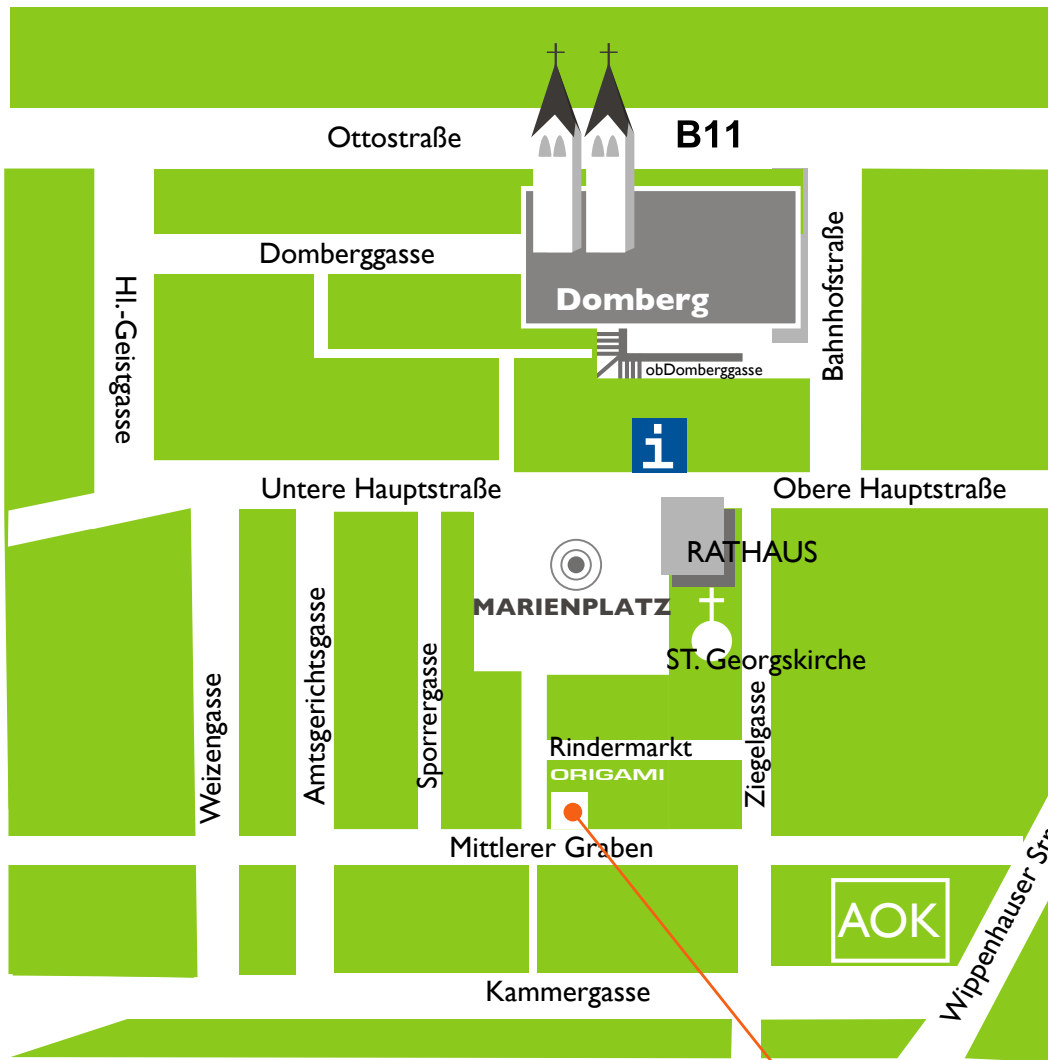 Ottostraße
B11
Domberggasse
Domberg
Hl.-Geistgasse
Bahnhofstraße
obDomberggasse
i
Untere Hauptstraße
Obere Hauptstraße
RATHAUS
MARIENPLATZ
ST. Georgskirche
Weizengasse
Amtsgerichtsgasse
Sporrergasse
Ziegelgasse
Rindermarkt
ORIGAMI
Mittlerer Graben
AOK
Wippenhauser Str
Kammergasse